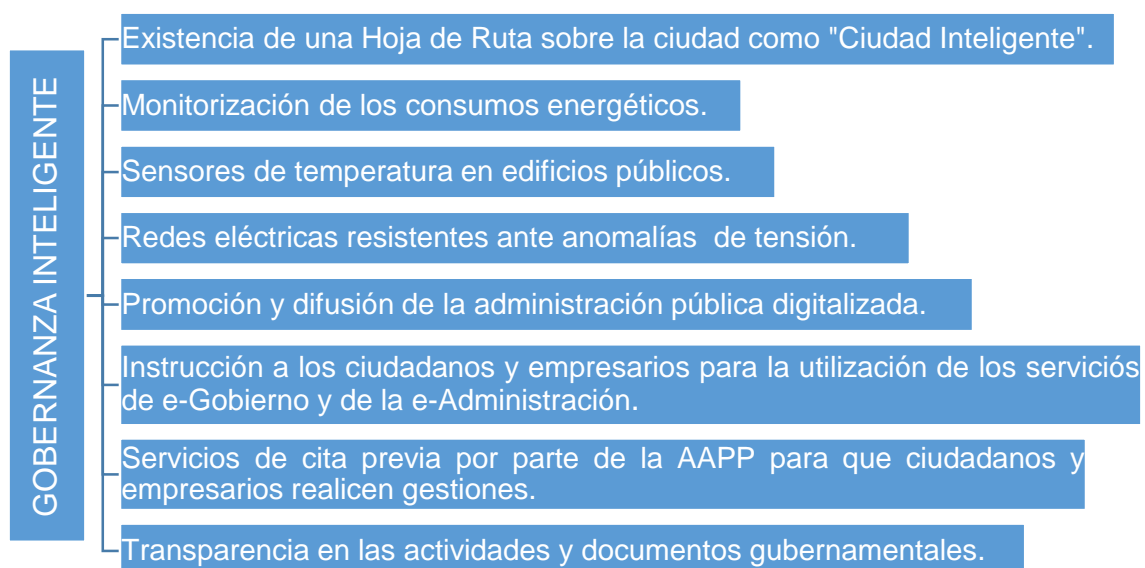 GOBERNANZA INTELIGENTE
Existencia de una Hoja de Ruta sobre la ciudad como "Ciudad Inteligente".
Monitorización de los consumos energéticos.
Sensores de temperatura en edificios públicos.
Redes eléctricas resistentes ante anomalías  de tensión.
Promoción y difusión de la administración pública digitalizada.
Instrucción a los ciudadanos y empresarios para la utilización de los serviciós
de e-Gobierno y de la e-Administración.
Servicios de cita previa por parte de la AAPP para que ciudadanos y
empresarios realicen gestiones.
Transparencia en las actividades y documentos gubernamentales.